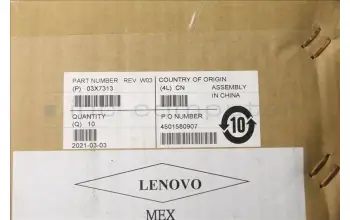 PART NUMBER REV W03
(P) 03X7313
COUNTRY OF ORIGIN
(4L) CN ASSEMBLY
IN CHINA
QUANTITY
(Q) 10
P.O NUMBER
4501580907
2021-03-03
10
LENOVO
MEX